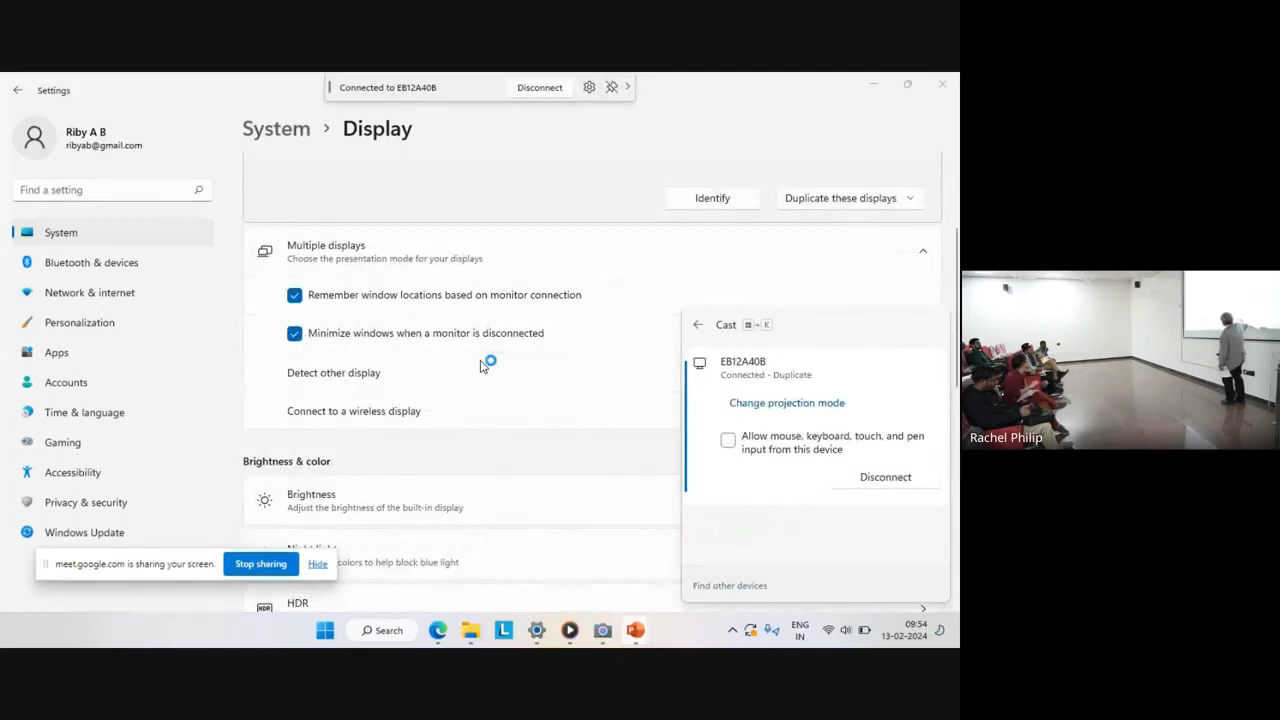 Settings
Connected to EB12A40B
Disconnect
Riby A B
ribyab@gmail.com
System > Display
Find a setting
Identify
Duplicate these displays
System
Bluetooth & devices
Network & internet
Personalization
Apps
Accounts
Time & language
Gaming
Accessibility
Privacy & security
Windows Update
Multiple displays
Choose the presentation mode for your displays
Remember window locations based on monitor connection
Minimize windows when a monitor is disconnected
Detect other display
Connect to a wireless display
Brightness & color
Brightness
Adjust the brightness of the built-in display
colors to help block blue light
HDR
HDR
Cast
+ K
EB12A40B
Connected - Duplicate
Change projection mode
Allow mouse, keyboard, touch, and pen
input from this device
Disconnect
Find other devices
meet.google.com is sharing your screen.
Stop sharing
Hide
Search
L
ENG
IN
09:54
13-02-2024
Rachel Philip